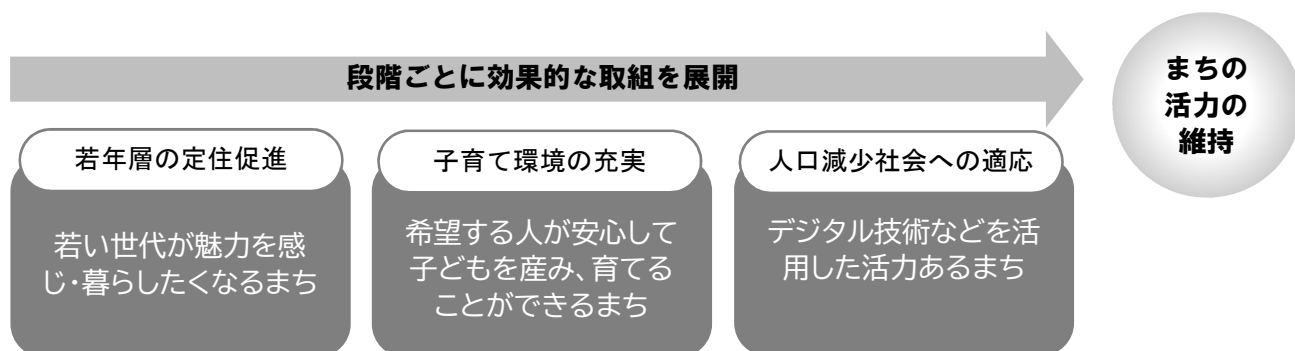 段階ごとに効果的な取組を展開
まちの
活力の
維持
若年層の定住促進
若い世代が魅力を感
じ・暮らしたくなるまち
子育て環境の充実
希望する人が安心して
子どもを産み、育てる
ことができるまち
人口減少社会への適応
デジタル技術などを活
用した活力あるまち